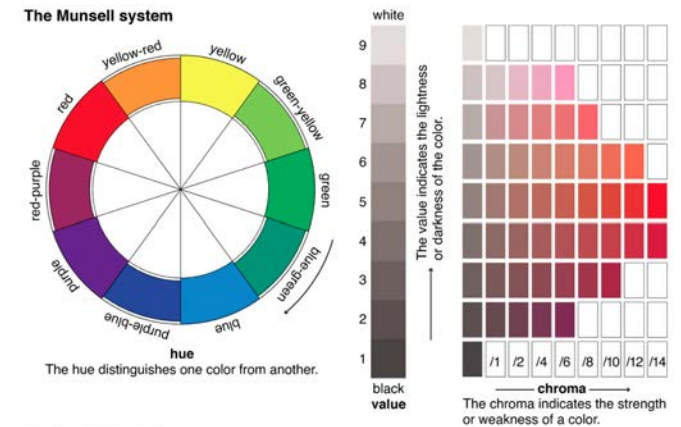 The Munsell system
yellow-red
yellow
green-yellow
green
blue-green
blue
purple-blue
purple
red-purple
red
hue
The hue distinguishes one color from another.
white
9
8
7
6
5
4
3
2
1
black
value
The value indicates the lightness
or darkness of the color.
/1 /2 /4 /6 /8 /10 /12 /14
chroma
The chroma indicates the strength
or weakness of a color.